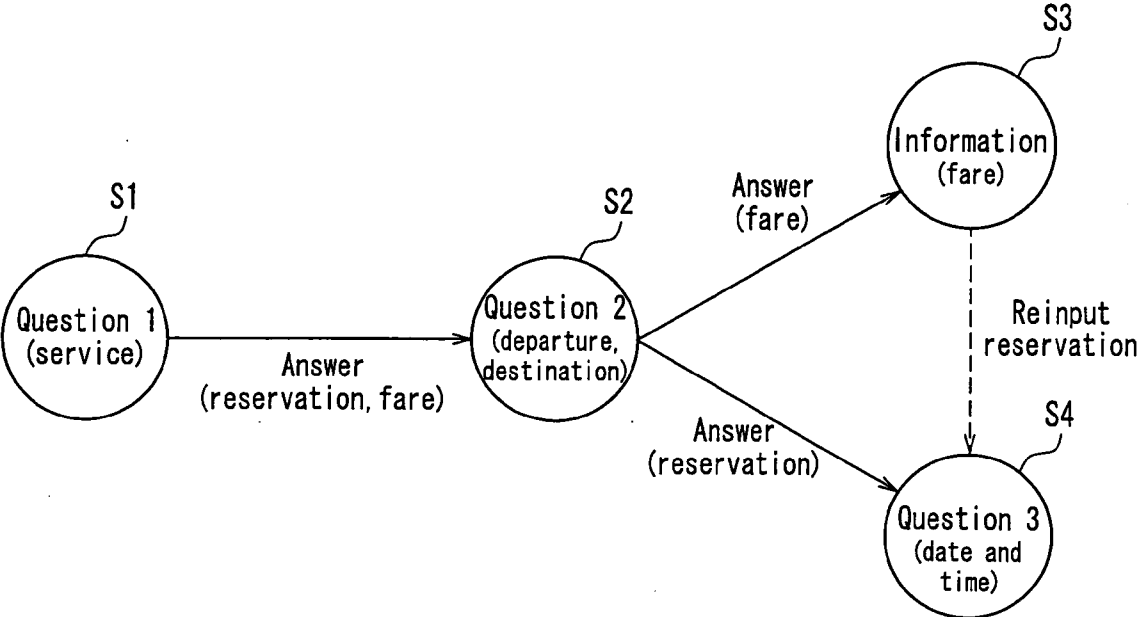 S3
Information
(fare)
Answer
(fare)
S1
S2
Question 1
(service)
Question 2
(departure,
destination)
Answer
(reservation, fare)
Reinput
reservation
Answer
(reservation)
S4
Question 3
(date and
time)